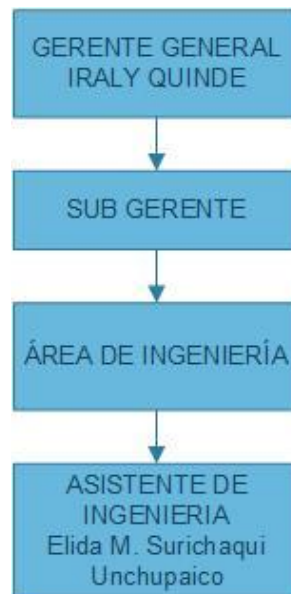 GERENTE GENERAL
IRALY QUINDE
SUB GERENTE
ÁREA DE INGENIERÍA
ASISTENTE DE
INGENIERIA
Elida M. Surichaqui
Unchupaico